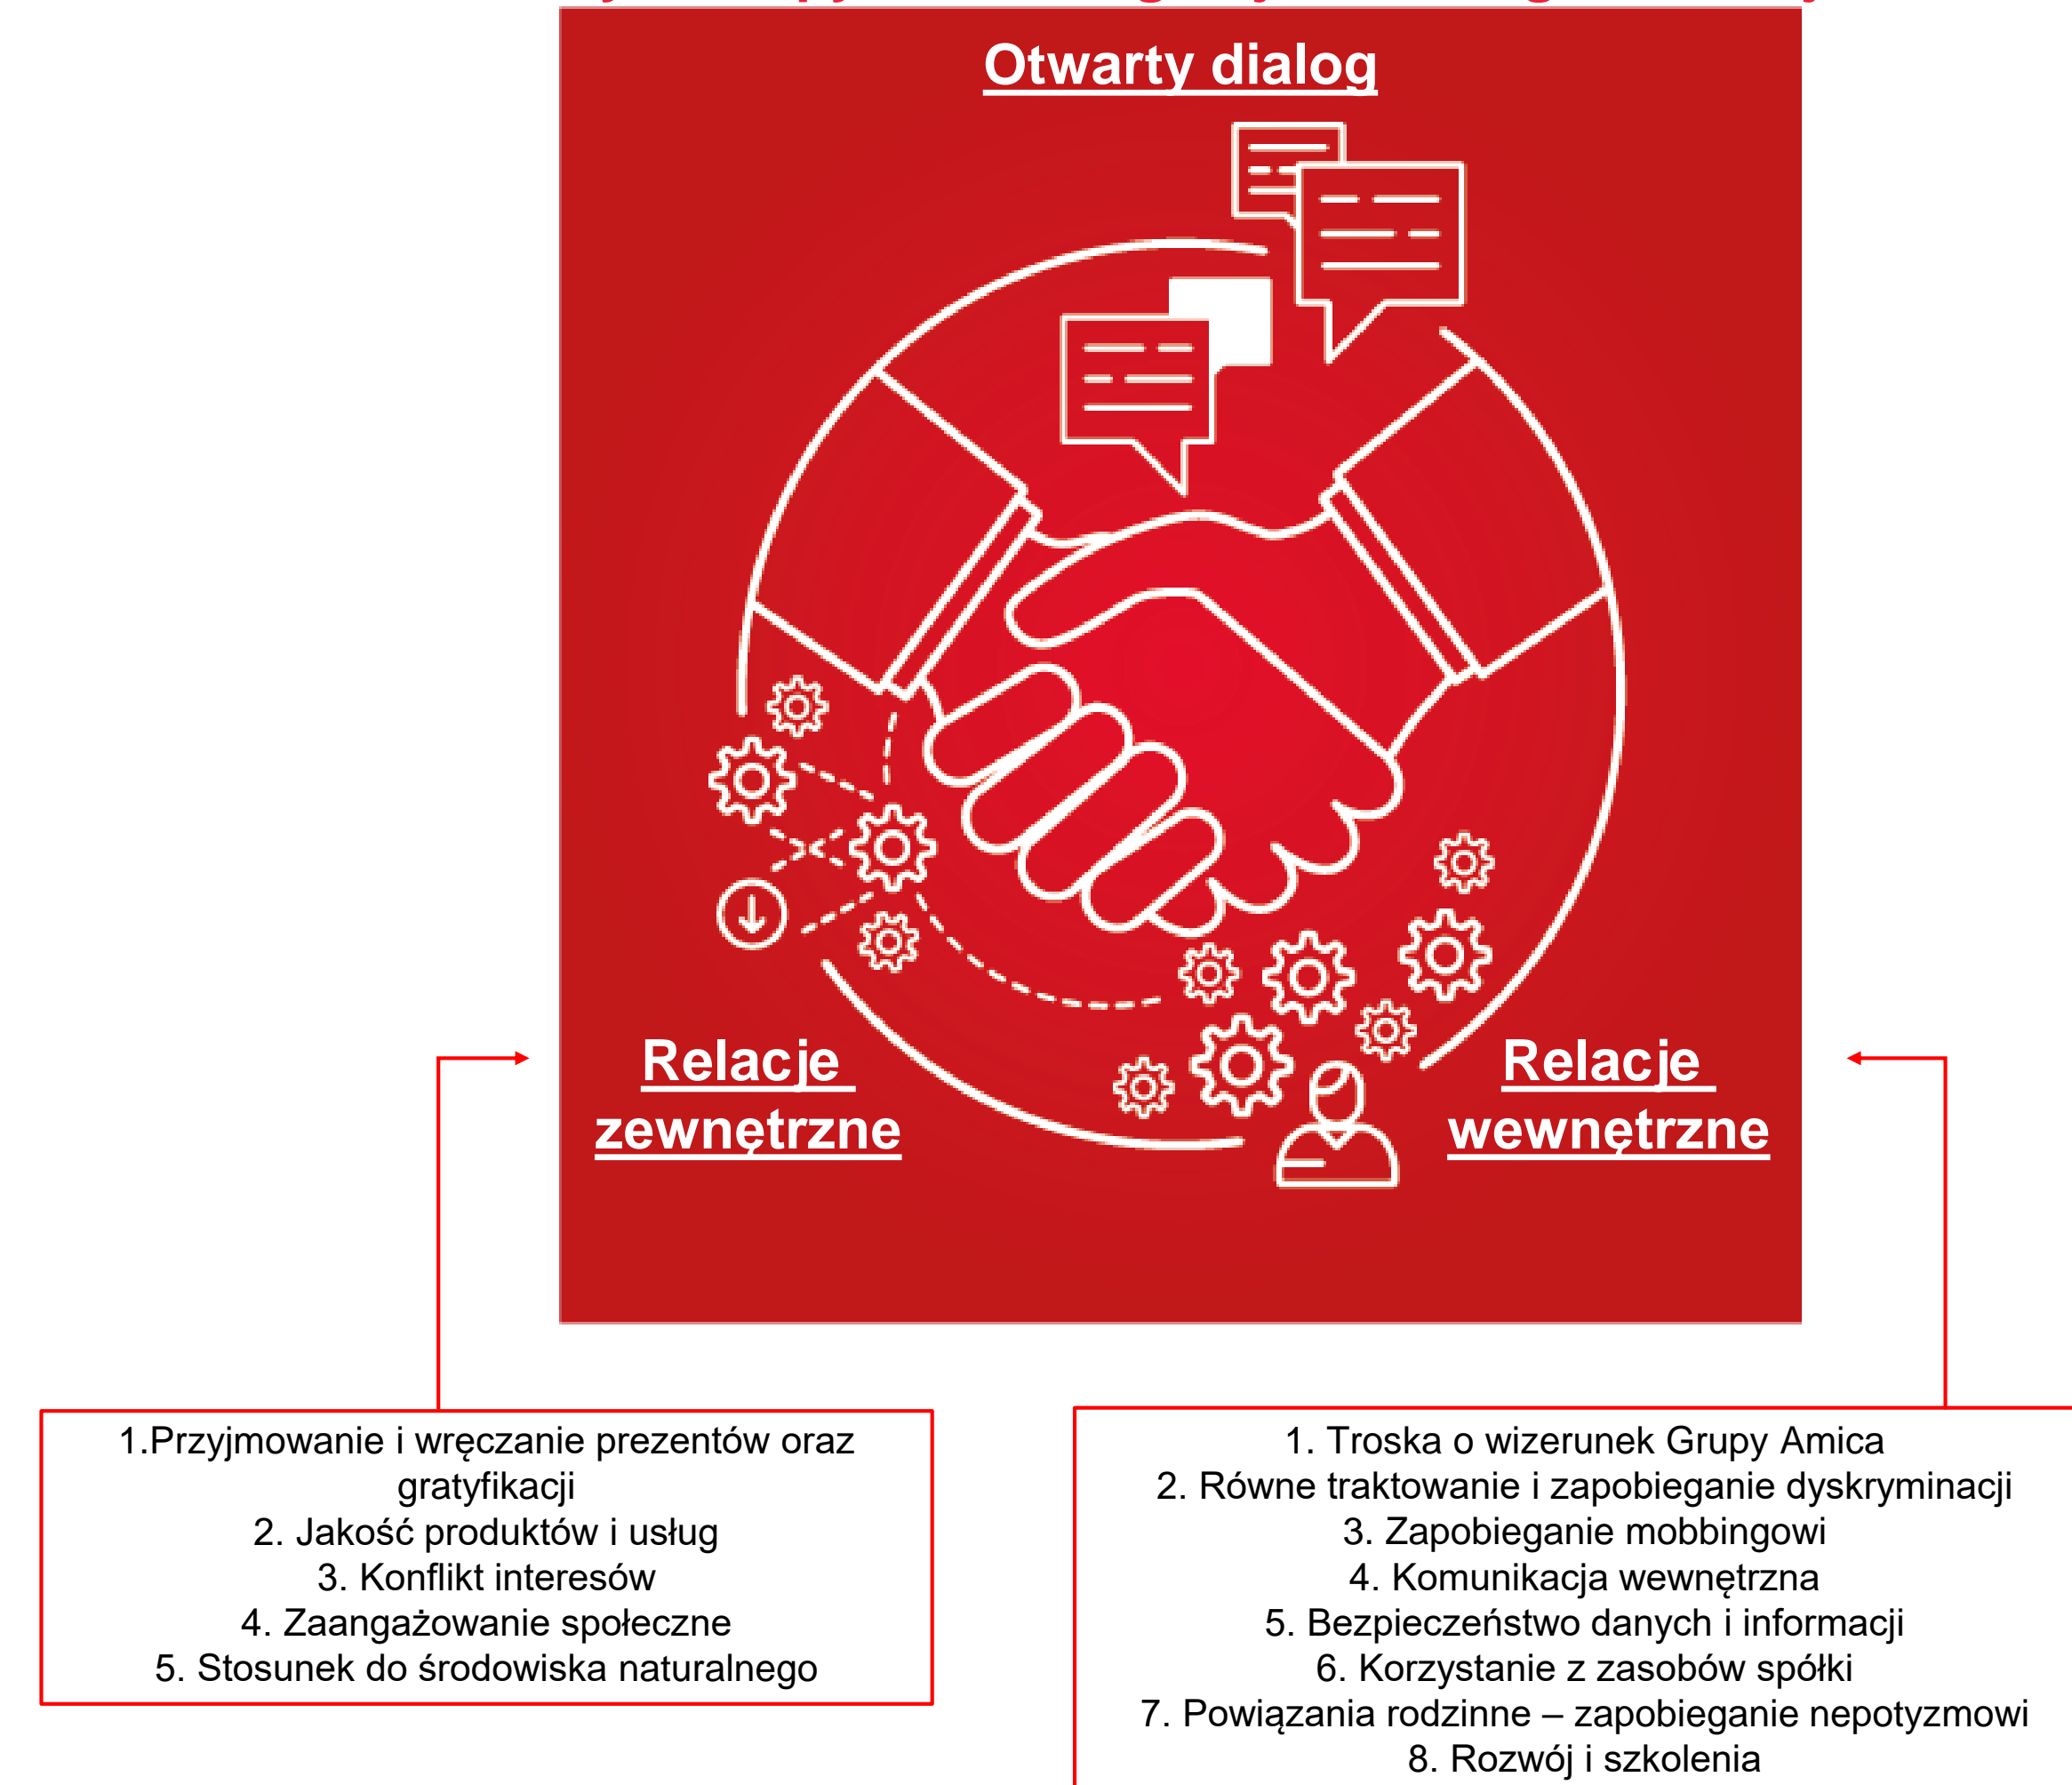 Otwarty dialog
Relacje
zewnętrzne
Relacje
wewnętrzne
1.Przyjmowanie i wręczanie prezentów oraz
gratyfikacji
2. Jakość produktów i usług
3. Konflikt interesów
4. Zaangażowanie społeczne
5. Stosunek do środowiska naturalnego
1. Troska o wizerunek Grupy Amica
2. Równe traktowanie i zapobieganie dyskryminacji
3. Zapobieganie mobbingowi
4. Komunikacja wewnętrzna
5. Bezpieczeństwo danych i informacji
6. Korzystanie z zasobów spółki
7. Powiązania rodzinne – zapobieganie nepotyzmowi
8. Rozwój i szkolenia